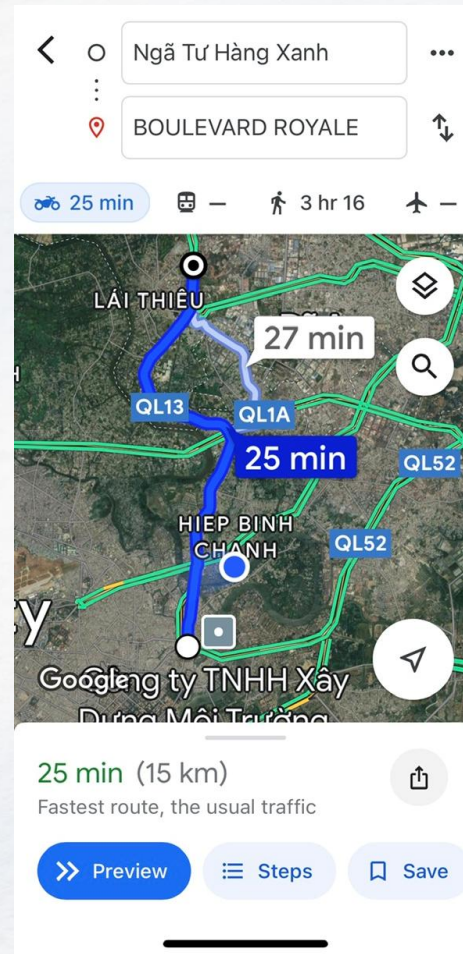 Ngã Tư Hàng Xanh
BOULEVARD ROYALE
25 min
3 hr 16
LÁI THIÊU
27 min
QL13
QL1A
25 min
QL52
HIEP BINH
CHANH
QL52
ty
Google
ng ty TNHH Xây
Dựng Môi Trường
25 min (15 km)
Fastest route, the usual traffic
Preview
Steps
Save